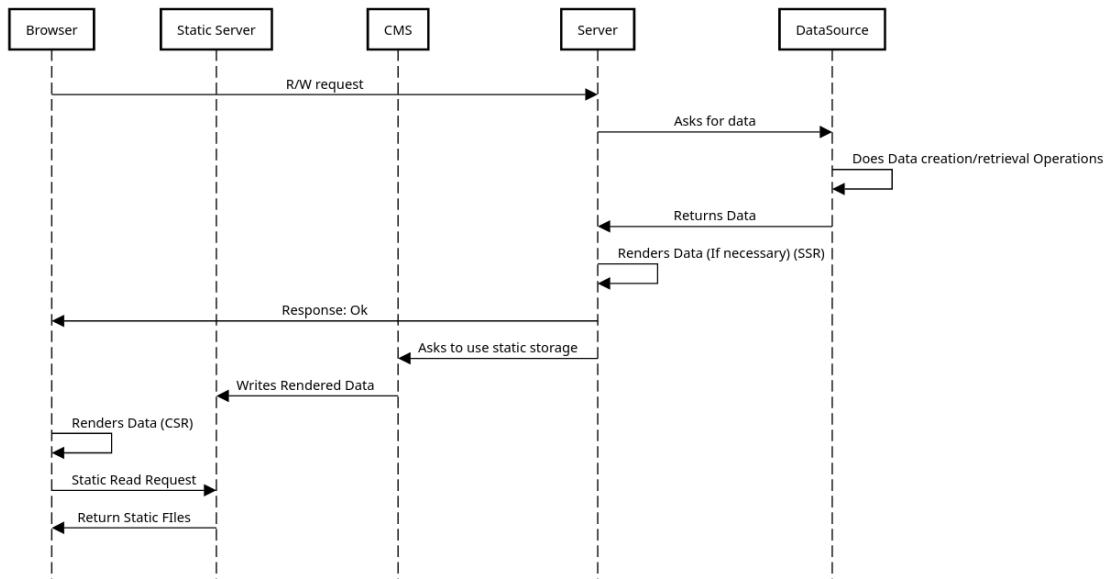 Browser
Static Server
CMS
Server
DataSource
R/W request
Asks for data
Does Data creation/retrieval Operations
Returns Data
Renders Data (If necessary) (SSR)
Response: Ok
Asks to use static storage
Writes Rendered Data
Renders Data (CSR)
Static Read Request
Return Static FIles